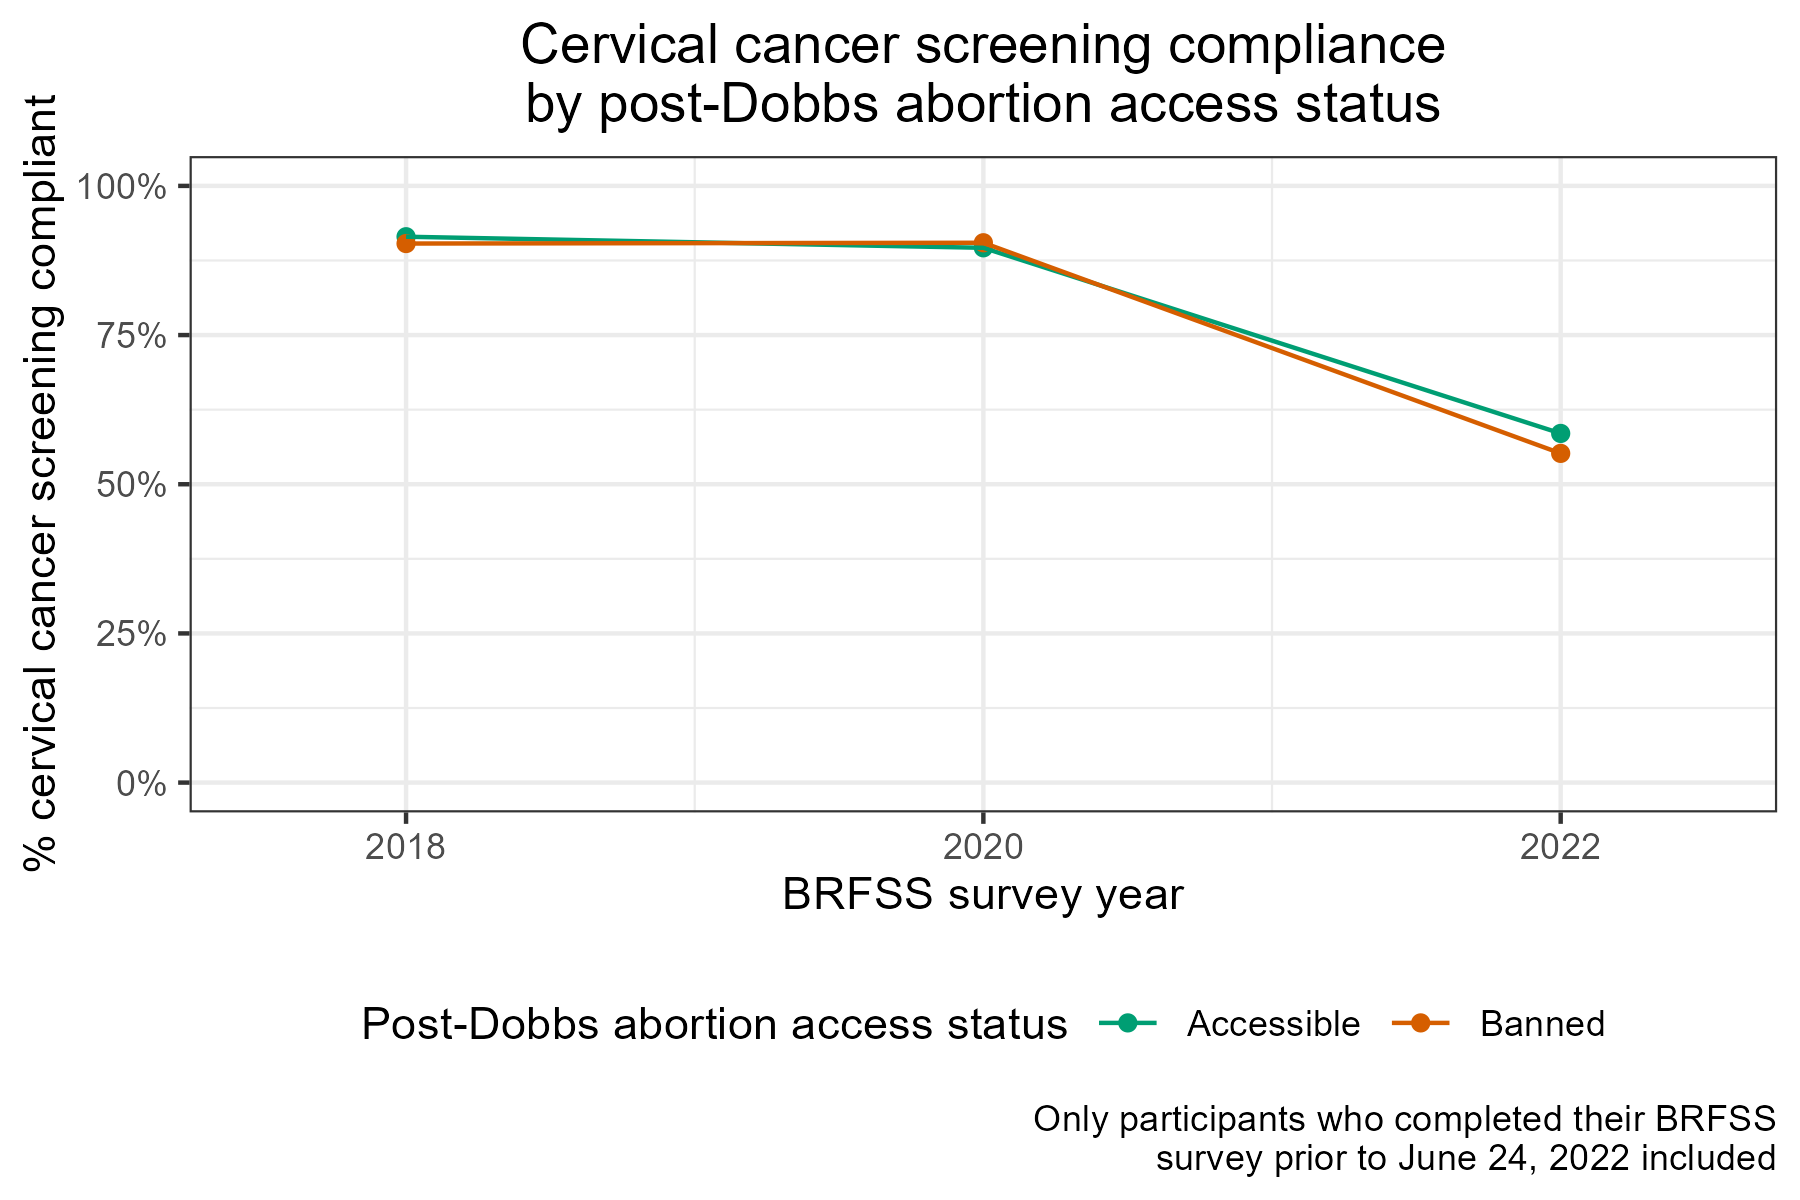 Cervical cancer screening compliance
by post-Dobbs abortion access status
% cervical cancer screening compliant
100%
75%
50%
25%
0%
2018
2020
2022
BRFSS survey year
Post-Dobbs abortion access status
Accessible
Banned
Only participants who completed their BRFSS
survey prior to June 24, 2022 included